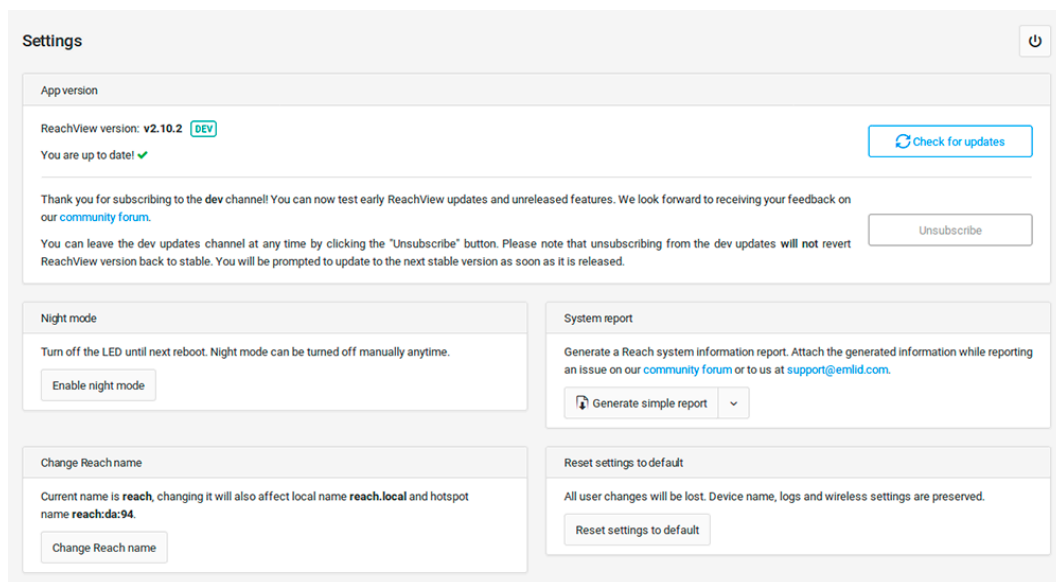 Settings
App version
ReachView version: v2.10.2 DEV
You are up to date!
Check for updates
Thank you for subscribing to the dev channel! You can now test early ReachView updates and unreleased features. We look forward to receiving your feedback on
our community forum.
You can leave the dev updates channel at any time by clicking the "Unsubscribe" button. Please note that unsubscribing from the dev updates will not revert
ReachView version back to stable. You will be prompted to update to the next stable version as soon as it is released.
Unsubscribe
Night mode
Turn off the LED until next reboot. Night mode can be turned off manually anytime.
Enable night mode
System report
Generate a Reach system information report. Attach the generated information while reporting
an issue on our community forum or to us at support@emlid.com.
Generate simple report
Change Reach name
Current name is reach, changing it will also affect local name reach.local and hotspot
name reach:da:94.
Change Reach name
Reset settings to default
All user changes will be lost. Device name, logs and wireless settings are preserved.
Reset settings to default